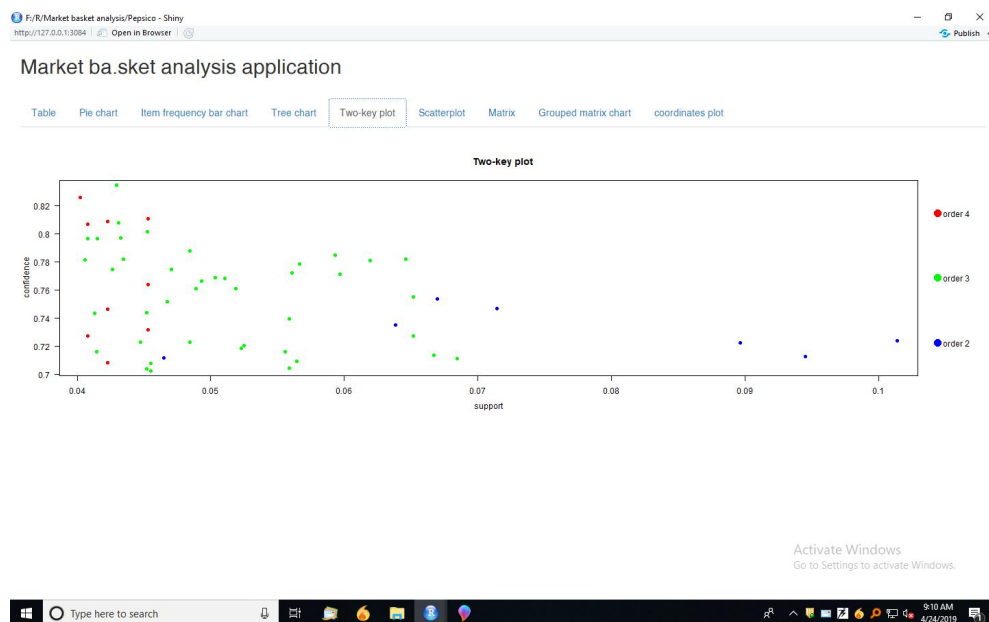 F:/R/Market basket analysis/Pepsico - Shiny
http://127.0.0.1:3084 Open in Browser Publish
Market ba.sket analysis application
Table Pie chart Item frequency bar chart Tree chart Two-key plot Scatterplot Matrix Grouped matrix chart coordinates plot
Two-key plot
0.82
0.8
0.78
0.76
0.74
0.72
0.7
confidence
order 4
order 3
order 2
0.04 0.05 0.06 0.07 0.08 0.09 0.1
support
Activate Windows
Go to Settings to activate Windows.
Type here to search
9:10 AM
4/24/2019